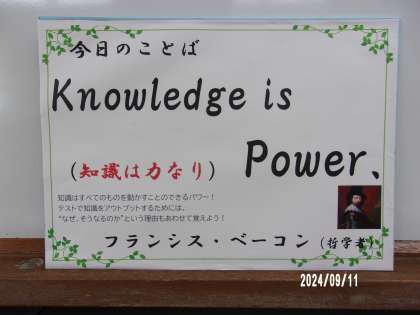 今日のことば
Knowledge is
Power、
(知識は力なり)
知識はすべてのものを動かすことのできるパワー！
テストで知識をアウトプットするためには、
“なぜ、そうなるのか”という理由もあわせて覚えよう！
フランシス・ベーコン(哲学者)
2024/09/11